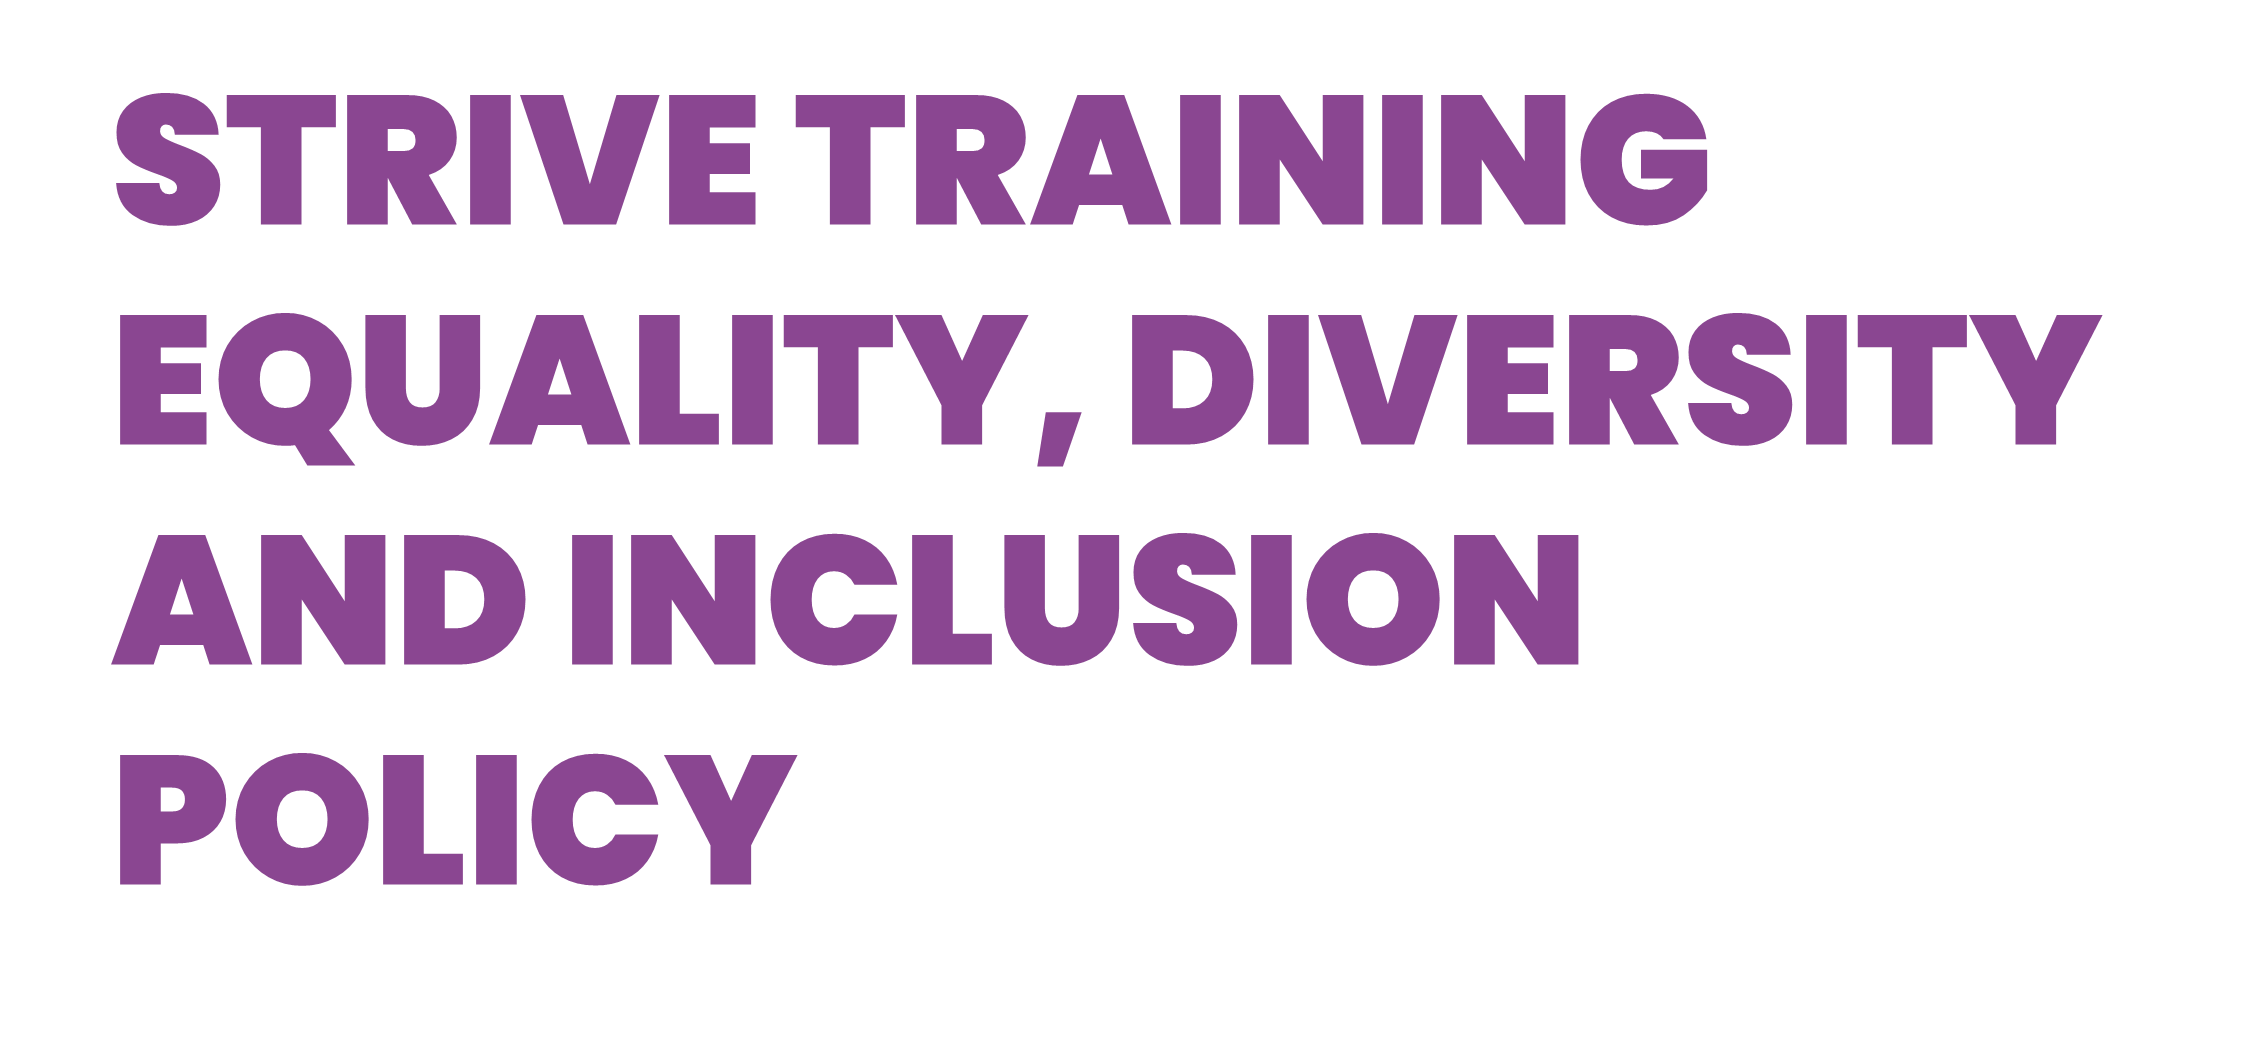 STRIVE TRAINING
EQUALITY, DIVERSITY
AND INCLUSION
POLICY